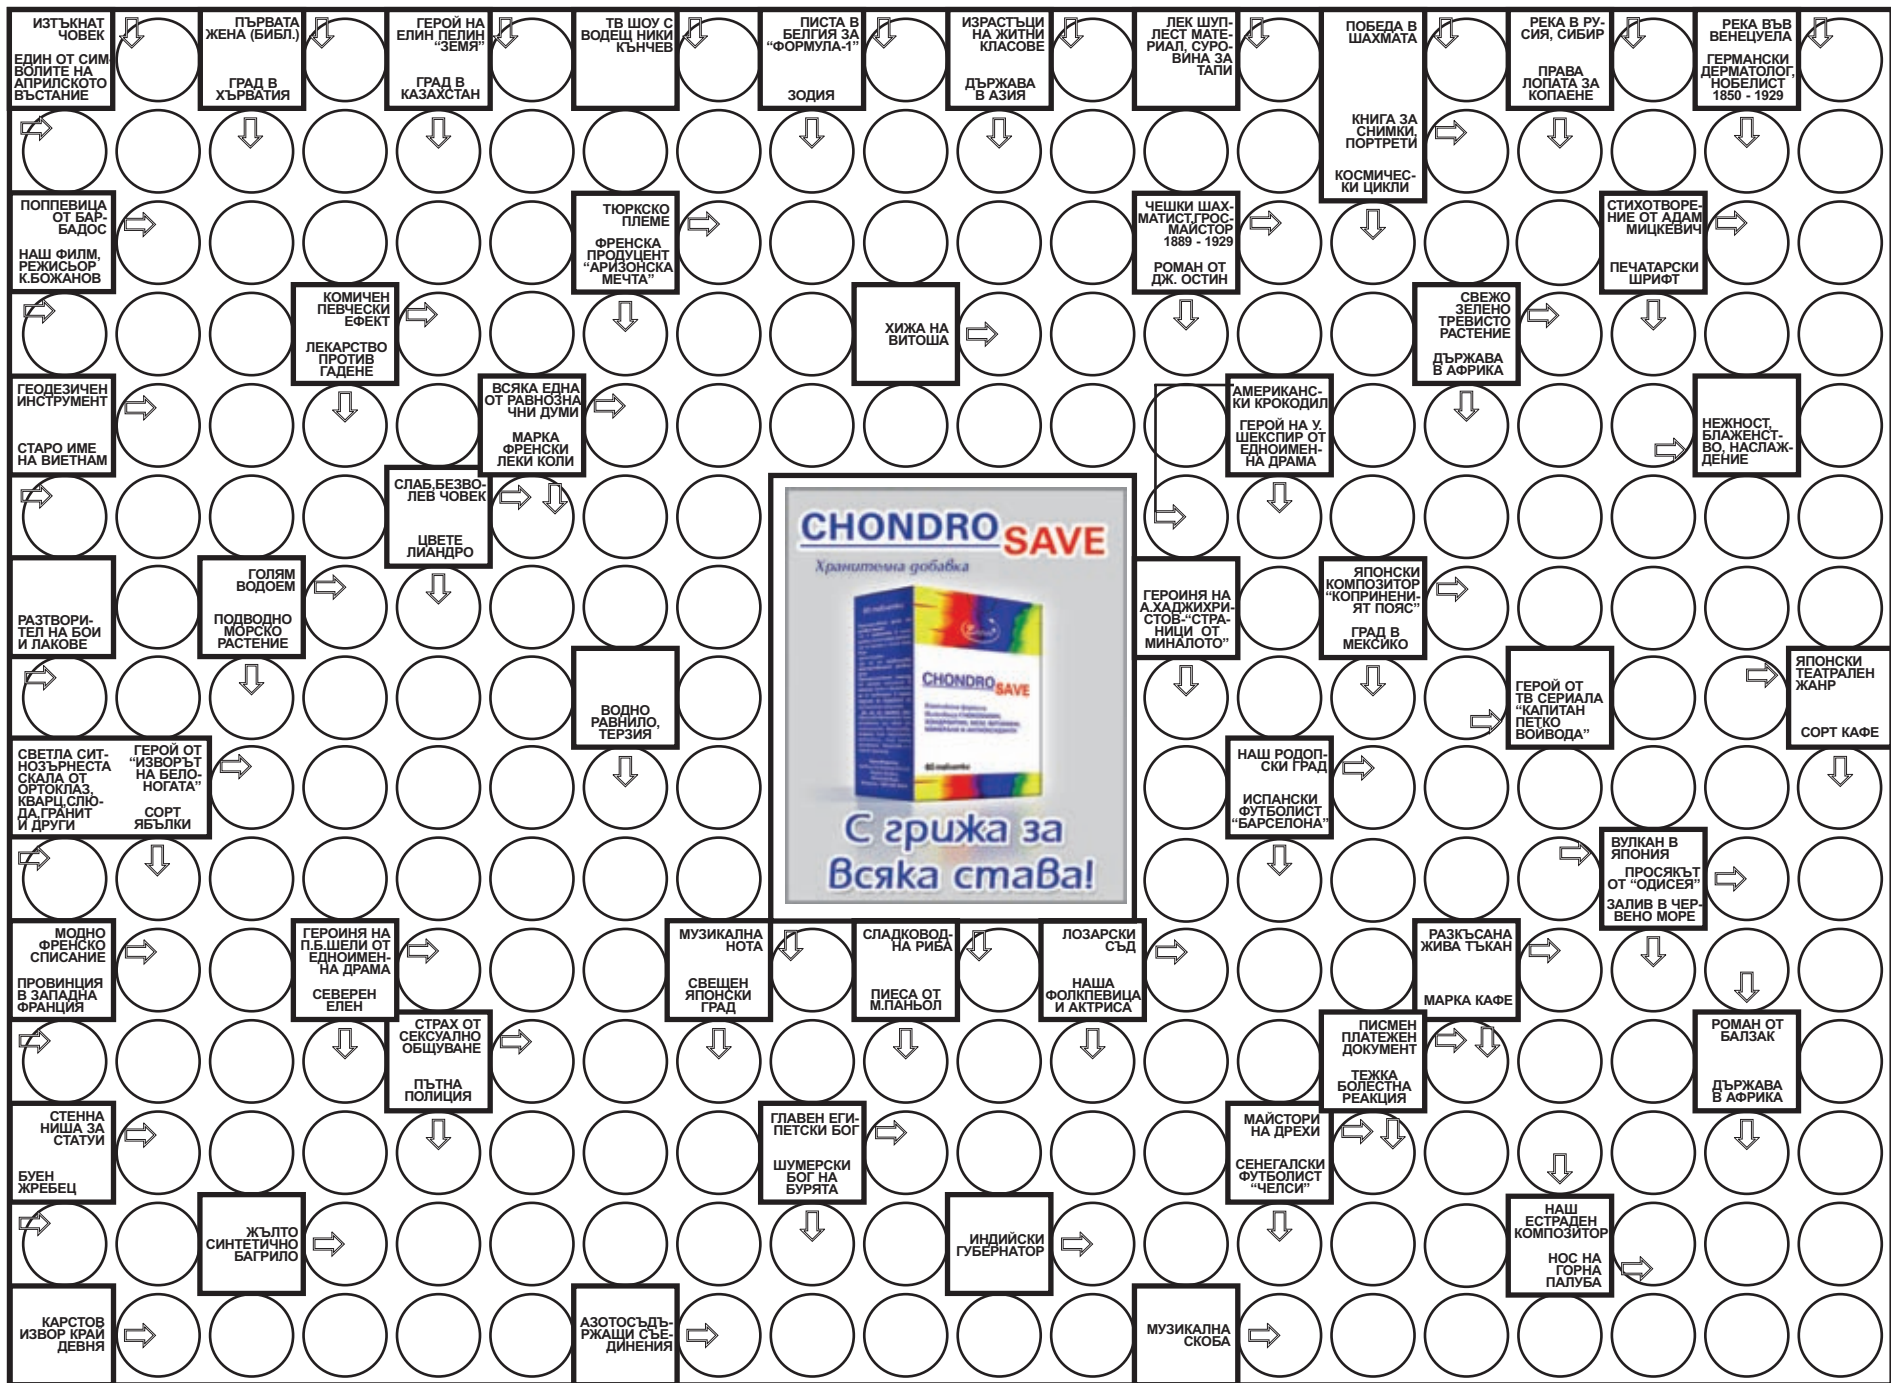 ИЗТЪКНАТ
ЧОВЕК
ЕДИН ОТ СИМ-
ВОЛИТЕ НА
АПРИЛСКОТО
ВЪСТАНИЕ
ПЪРВАТА
ЖЕНА (БИБЛ.)
ГРАД В
ХЪРВАТИЯ
ГЕРОЙ НА
ЕЛИН ПЕЛИН
“ЗЕМЯ”
ГРАД В
КАЗАХСТАН
ТВ ШОУ С
ВОДЕЩ НИКИ
КЪНЧЕВ
ПИСТА В
БЕЛГИЯ ЗА
“ФОРМУЛА-1”
ЗОДИЯ
ИЗРАСТЪЦИ
НА ЖИТНИ
КЛАСОВЕ
ДЪРЖАВА
В АЗИЯ
ЛЕК ШУП-
ЛЕСТ МАТЕ-
РИАЛ, СУРО-
ВИНА ЗА
ТАПИ
ПОБЕДА В
ШАХМАТА
КНИГА ЗА
СНИМКИ,
ПОРТРЕТИ
КОСМИЧЕС-
КИ ЦИКЛИ
РЕКА В РУ-
СИЯ, СИБИР
ПРАВА
ЛОПАТА ЗА
КОПАЕНЕ
РЕКА ВЪВ
ВЕНЕЦУЕЛА
ГЕРМАНСКИ
ДЕРМАТОЛОГ,
НОБЕЛИСТ
1850 - 1929
ПОППЕВИЦА
ОТ БАР-
БАДОС
НАШ ФИЛМ,
РЕЖИСЬОР
К.БОЖАНОВ
ТЮРКСКО
ПЛЕМЕ
ФРЕНСКА
ПРОДУЦЕНТ
“АРИЗОНСКА
МЕЧТА”
ЧЕШКИ ШАХ-
МАТИСТ,ГРОС-
МАЙСТОР
1889 - 1929
РОМАН ОТ
ДЖ. ОСТИН
СТИХОТВОРЕ-
НИЕ ОТ АДАМ
МИЦКЕВИЧ
ПЕЧАТАРСКИ
ШРИФТ
КОМИЧЕН
ПЕВЧЕСКИ
ЕФЕКТ
ЛЕКАРСТВО
ПРОТИВ
ГАДЕНЕ
ХИЖА НА
ВИТОША
СВЕЖО
ЗЕЛЕНО
ТРЕВИСТО
РАСТЕНИЕ
ДЪРЖАВА
В АФРИКА
ГЕОДЕЗИЧЕН
ИНСТРУМЕНТ
СТАРО ИМЕ
НА ВИЕТНАМ
ВСЯКА ЕДНА
ОТ РАВНОЗНА
ЧНИ ДУМИ
МАРКА
ФРЕНСКИ
ЛЕКИ КОЛИ
АМЕРИКАНС-
КИ КРОКОДИЛ
ГЕРОЙ НА У.
ШЕКСПИР ОТ
ЕДНОИМЕН-
НА ДРАМА
НЕЖНОСТ,
БЛАЖЕНСТ-
ВО, НАСЛАЖ-
ДЕНИЕ
СЛАБ,БЕЗВО-
ЛЕВ ЧОВЕК
ЦВЕТЕ
ЛИАНДРО
CHONDRO SAVE
Хранителна добавка
CHONDRO SAVE
С грижа за
всяка става!
РАЗТВОРИ-
ТЕЛ НА БОИ
И ЛАКОВЕ
ГОЛЯМ
ВОДОЕМ
ПОДВОДНО
МОРСКО
РАСТЕНИЕ
ГЕРОИНЯ НА
А.ХАДЖИХРИ-
СТОВ-“СТРА-
НИЦИ ОТ
МИНАЛОТО”
ЯПОНСКИ
КОМПОЗИТОР
“КОПРИНЕНИ-
ЯТ ПОЯС”
ГРАД В
МЕКСИКО
ВОДНО
РАВНИЛО,
ТЕРЗИЯ
ГЕРОЙ ОТ
ТВ СЕРИАЛА
“КАПИТАН
ПЕТКО
ВОЙВОДА”
ЯПОНСКИ
ТЕАТРАЛЕН
ЖАНР
СОРТ КАФЕ
СВЕТЛА СИТ-
НОЗЪРНЕСТА
СКАЛА ОТ
ОРТОКЛАЗ,
КВАРЦ,СЛЮ-
ДА,ГРАНИТ
И ДРУГИ
ГЕРОЙ ОТ
“ИЗВОРЪТ
НА БЕЛО-
НОГАТА”
СОРТ
ЯБЪЛКИ
НАШ РОДОП-
СКИ ГРАД
ИСПАНСКИ
ФУТБОЛИСТ
“БАРСЕЛОНА”
ВУЛКАН В
ЯПОНИЯ
ПРОСЯКЪТ
ОТ “ОДИСЕЯ”
ЗАЛИВ В ЧЕР-
ВЕНО МОРЕ
МОДНО
ФРЕНСКО
СПИСАНИЕ
ПРОВИНЦИЯ
В ЗАПАДНА
ФРАНЦИЯ
ГЕРОИНЯ НА
П.Б.ШЕЛИ ОТ
ЕДНОИМЕН-
НА ДРАМА
СЕВЕРЕН
ЕЛЕН
МУЗИКАЛНА
НОТА
СВЕЩЕН
ЯПОНСКИ
ГРАД
СЛАДКОВОД-
НА РИБА
ПИЕСА ОТ
М.ПАНЬОЛ
ЛОЗАРСКИ
СЪД
НАША
ФОЛКПЕВИЦА
И АКТРИСА
РАЗКЪСАНА
ЖИВА ТЪКАН
МАРКА КАФЕ
СТРАХ ОТ
СЕКСУАЛНО
ОБЩУВАНЕ
ПЪТНА
ПОЛИЦИЯ
ПИСМЕН
ПЛАТЕЖЕН
ДОКУМЕНТ
ТЕЖКА
БОЛЕСТНА
РЕАКЦИЯ
РОМАН ОТ
БАЛЗАК
ДЪРЖАВА
В АФРИКА
СТЕННА
НИША ЗА
СТАТУИ
БУЕН
ЖРЕБЕЦ
ГЛАВЕН ЕГИ-
ПЕТСКИ БОГ
ШУМЕРСКИ
БОГ НА
БУРЯТА
МАЙСТОРИ
НА ДРЕХИ
СЕНЕГАЛСКИ
ФУТБОЛИСТ
“ЧЕЛСИ”
ЖЪЛТО
СИНТЕТИЧНО
БАГРИЛО
ИНДИЙСКИ
ГУБЕРНАТОР
НАШ
ЕСТРАДЕН
КОМПОЗИТОР
НОС НА
ГОРНА
ПАЛУБА
КАРСТОВ
ИЗВОР КРАЙ
ДЕВНЯ
АЗОТОСЪДЪ-
РЖАЩИ СЪЕ-
ДИНЕНИЯ
МУЗИКАЛНА
СКОБА